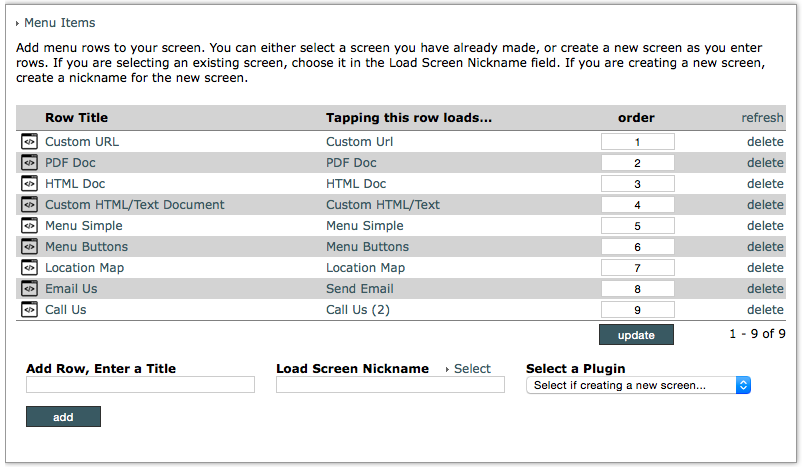 Menu Items
Add menu rows to your screen. You can either select a screen you have already made, or create a new screen as you enter
rows. If you are selecting an existing screen, choose it in the Load Screen Nickname field. If you are creating a new screen,
create a nickname for the new screen.
Row Title Tapping this row loads... order refresh
Custom URL Custom Url 1 delete
PDF Doc PDF Doc 2 delete
HTML Doc HTML Doc 3 delete
Custom HTML/Text Document Custom HTML/Text 4 delete
Menu Simple Menu Simple 5 delete
Menu Buttons Menu Buttons 6 delete
Location Map Location Map 7 delete
Email Us Send Email 8 delete
Call Us Call Us (2) 9 delete
update 1 - 9 of 9
Add Row, Enter a Title Load Screen Nickname Select Select a Plugin
Select if creating a new screen...
add